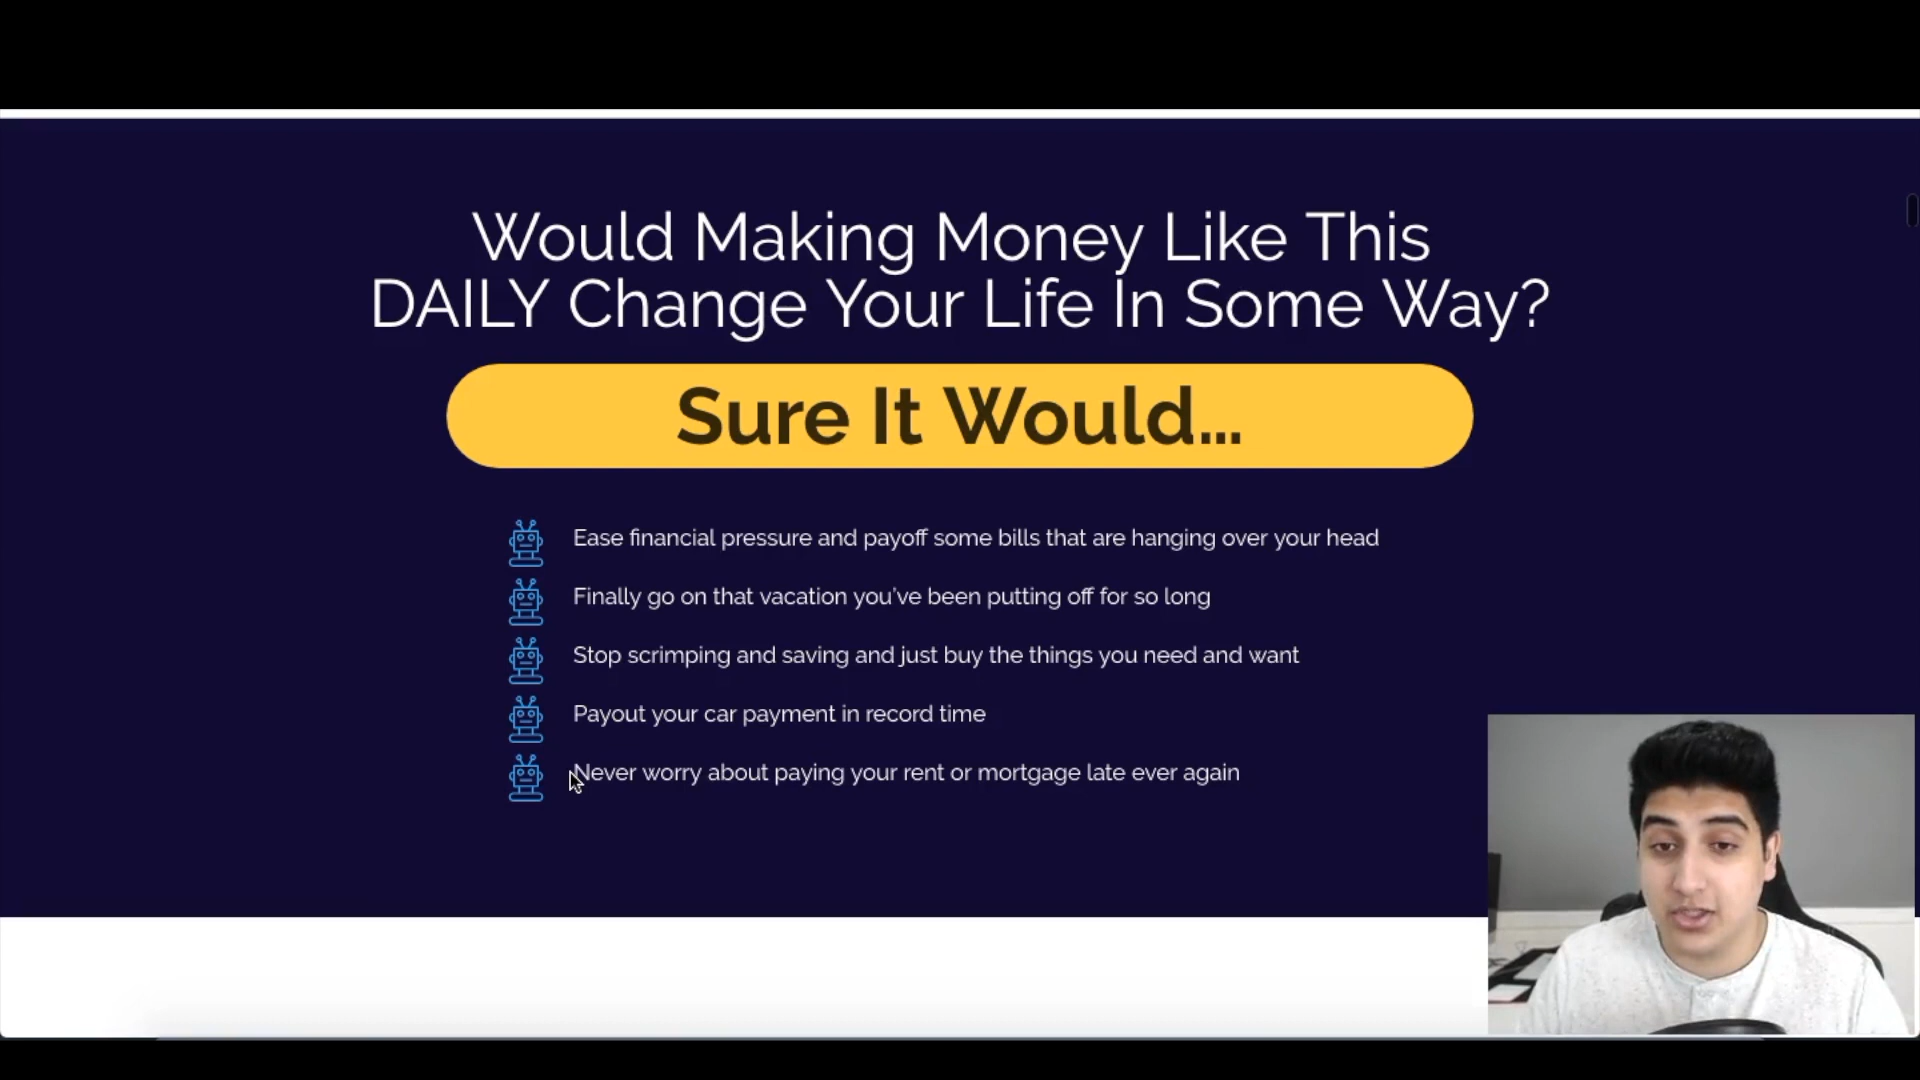 Would Making Money Like This
DAILY Change Your Life In Some Way?
Sure It Would...
Ease financial pressure and payoff some bills that are hanging over your head
Finally go on that vacation you've been putting off for so long
Stop scrimping and saving and just buy the things you need and want
Payout your car payment in record time
Never worry about paying your rent or mortgage late ever again